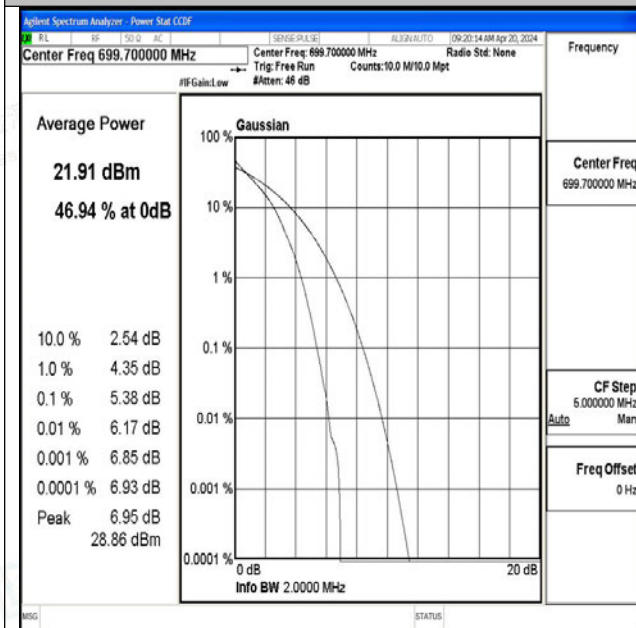 Agilent Spectrum Analyzer - Power Stat CCDF
RL RF 50 Ω AC SENSE:PULSE ALIGN AUTO 09:20:14 AM Apr 20, 2024
Center Freq 699.700000 MHz
Center Freq: 699.700000 MHz Radio Std: None
Trig: Free Run Counts:10.0 M/10.0 Mpt
#IFGain:Low #Atten: 46 dB
Frequency
Average Power
21.91 dBm
46.94 % at 0dB
10.0 % 2.54 dB
1.0 % 4.35 dB
0.1 % 5.38 dB
0.01 % 6.17 dB
0.001 % 6.85 dB
0.0001 % 6.93 dB
Peak 6.95 dB
28.86 dBm
Gaussian
100 %
10 %
1 %
0.1 %
0.01 %
0.001 %
0.0001 %
0 dB 20 dB
Info BW 2.0000 MHz
Center Freq
699.700000 MHz
CF Step
5.000000 MHz
Auto Man
Freq Offset
0 Hz
MSG STATUS